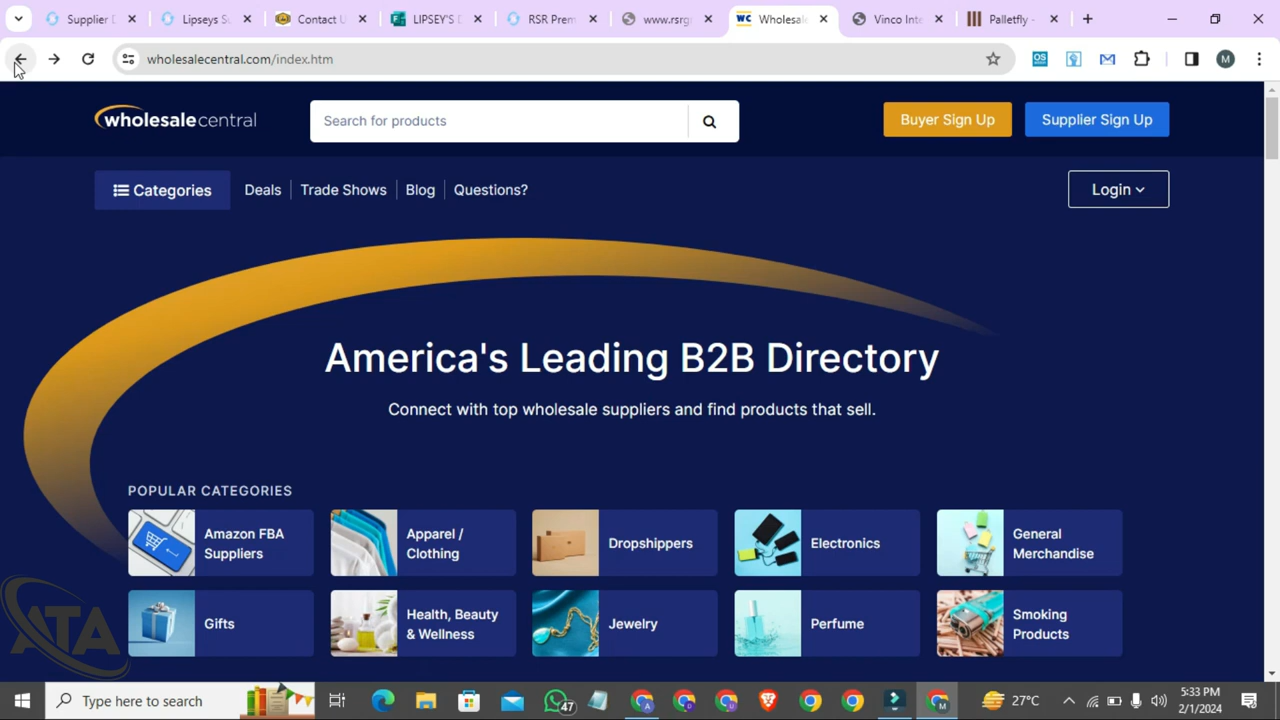 Supplier D
Lipseys Su
Contact U
LIPSEY'S D
RSR Prem
www.rsrg
WC Wholesale
Vinco Inte
Palletfly -
wholesalecentral.com/index.htm
M
wholesalecentral
Search for products
Buyer Sign Up
Supplier Sign Up
Categories
Deals
Trade Shows
Blog
Questions?
Login
America's Leading B2B Directory
Connect with top wholesale suppliers and find products that sell.
POPULAR CATEGORIES
Amazon FBA
Suppliers
Apparel /
Clothing
Dropshippers
Electronics
General
Merchandise
Gifts
Health, Beauty
& Wellness
Jewelry
Perfume
Smoking
Products
ATA
Type here to search
47
27°C
5:33 PM
2/1/2024